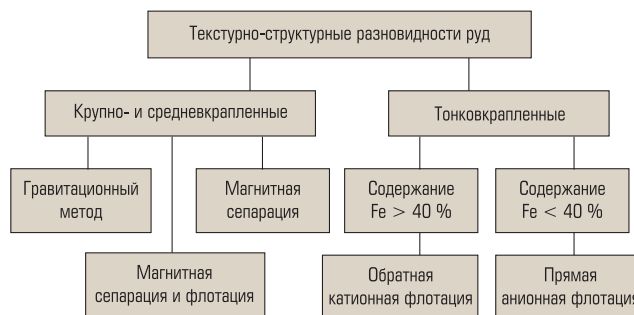 Текстурно-структурные разновидности руд
Крупно- и средневкрапленные
Тонковкрапленные
Гравитационный
метод
Магнитная
сепарация
Содержание
Fe > 40 %
Содержание
Fe < 40 %
Магнитная
сепарация и флотация
Обратная
катионная флотация
Прямая
анионная флотация